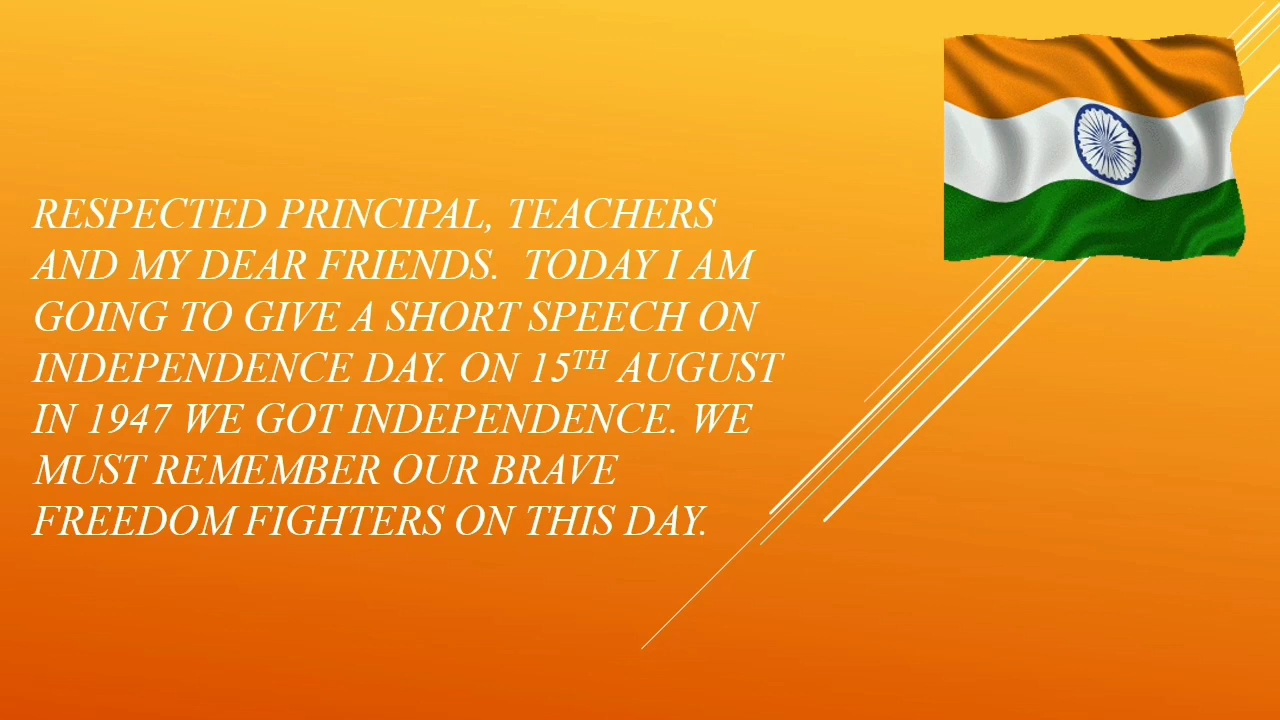 RESPECTED PRINCIPAL, TEACHERS
AND MY DEAR FRIENDS.  TODAY I AM
GOING TO GIVE A SHORT SPEECH ON
INDEPENDENCE DAY. ON 15TH AUGUST
IN 1947 WE GOT INDEPENDENCE. WE
MUST REMEMBER OUR BRAVE
FREEDOM FIGHTERS ON THIS DAY.